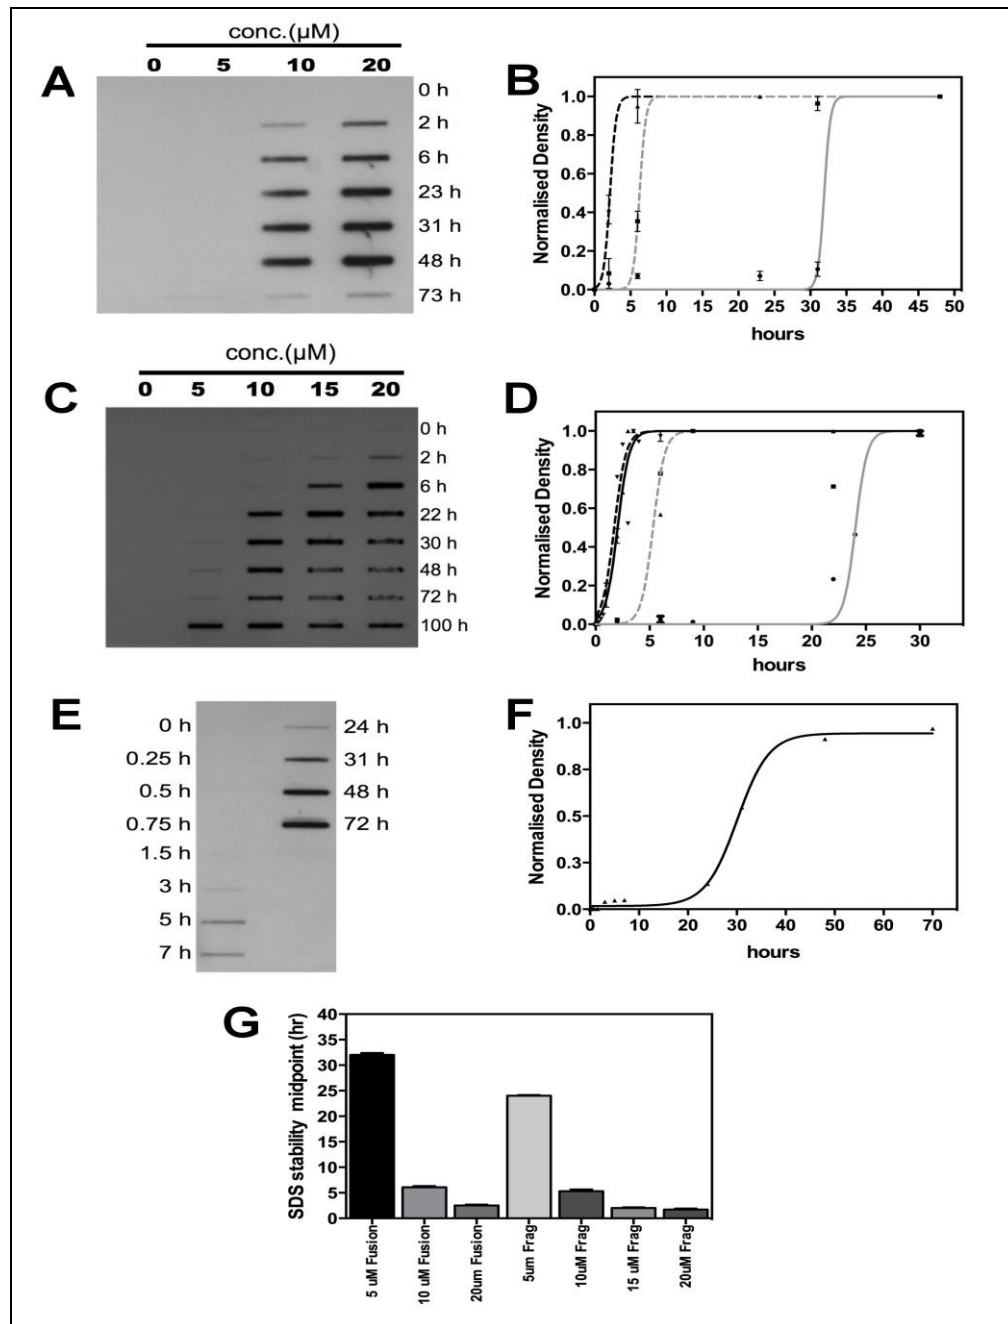 conc.(µM)
0 5 10 20
A
0 h
2 h
6 h
23 h
31 h
48 h
73 h
B
Normalised Density
1.0
0.8
0.6
0.4
0.2
0.0
0 5 10 15 20 25 30 35 40 45 50
hours
conc.(µM)
0 5 10 15 20
C
0 h
2 h
6 h
22 h
30 h
48 h
72 h
100 h
D
Normalised Density
1.0
0.8
0.6
0.4
0.2
0.0
0 5 10 15 20 25 30
hours
E
0 h
0.25 h
0.5 h
0.75 h
1.5 h
3 h
5 h
7 h
24 h
31 h
48 h
72 h
F
Normalised Density
1.0
0.8
0.5
0.3
0.0
0 10 20 30 40 50 60 70
hours
G
SDS stability midpoint (hr)
40
35
30
25
20
15
10
5
0
5 uM Fusion
10 uM Fusion
20um Fusion
5um Frag
10uM Frag
15 uM Frag
20uM Frag